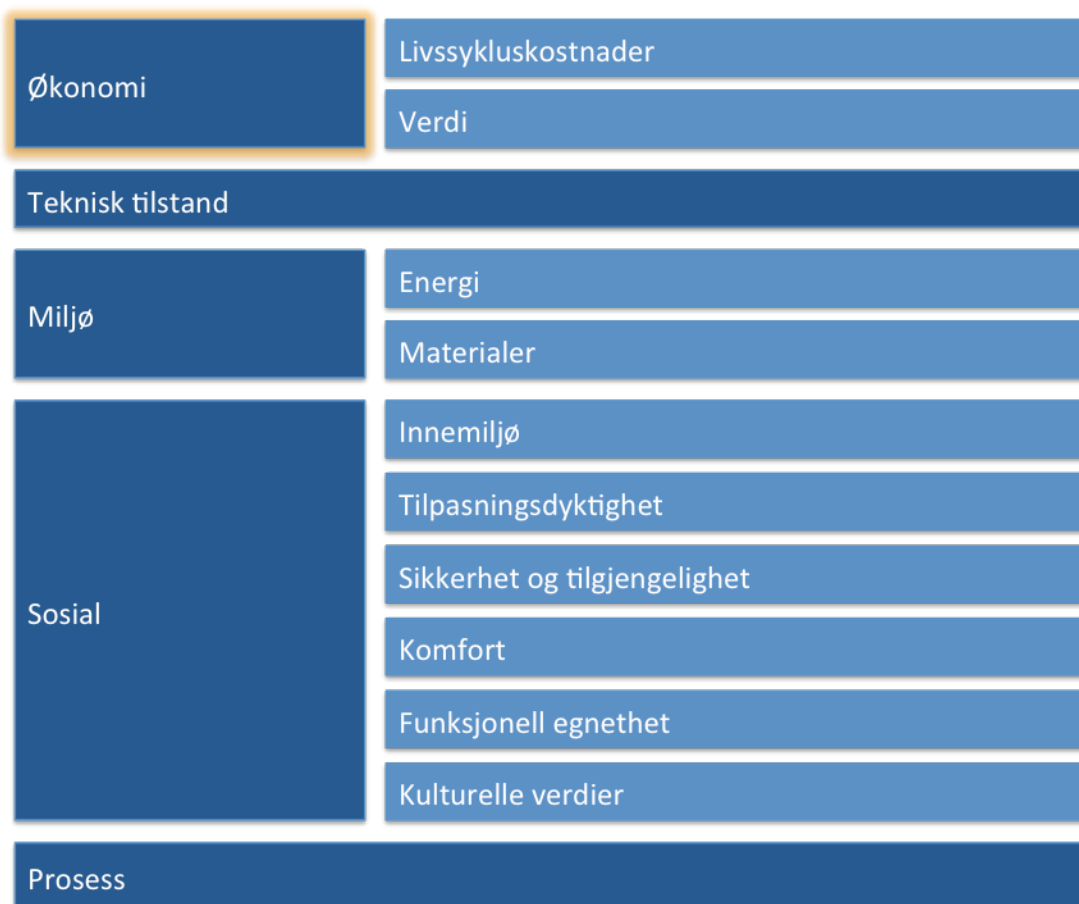 Økonomi
Livssykluskostnader
Verdi
Teknisk tilstand
Miljø
Energi
Materialer
Sosial
Innemiljø
Tilpasningsdyktighet
Sikkerhet og tilgjengelighet
Komfort
Funksjonell egnethet
Kulturelle verdier
Prosess